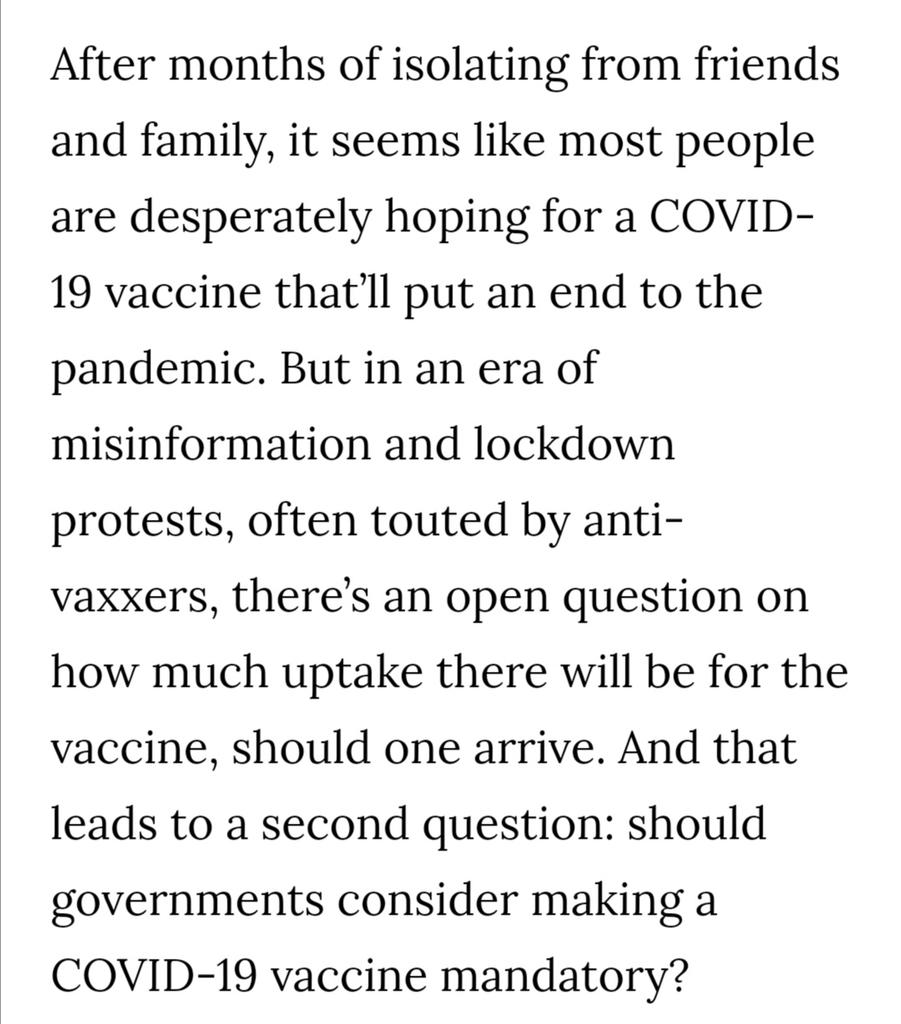 After months of isolating from friends
and family, it seems like most people
are desperately hoping for a COVID-
19 vaccine that’ll put an end to the
pandemic. But in an era of
misinformation and lockdown
protests, often touted by anti-
vaxxers, there’s an open question on
how much uptake there will be for the
vaccine, should one arrive. And that
leads to a second question: should
governments consider making a
COVID-19 vaccine mandatory?